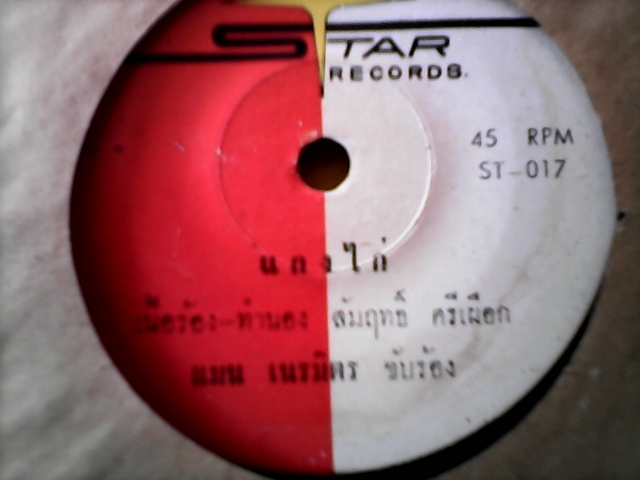 STAR
RECORDS.
45 RPM
ST-017
แกงไก่
เนื้อร้อง-ทำนอง สัมฤทธิ์ ศรีเผือก
แมน เนรมิตร ขับร้อง